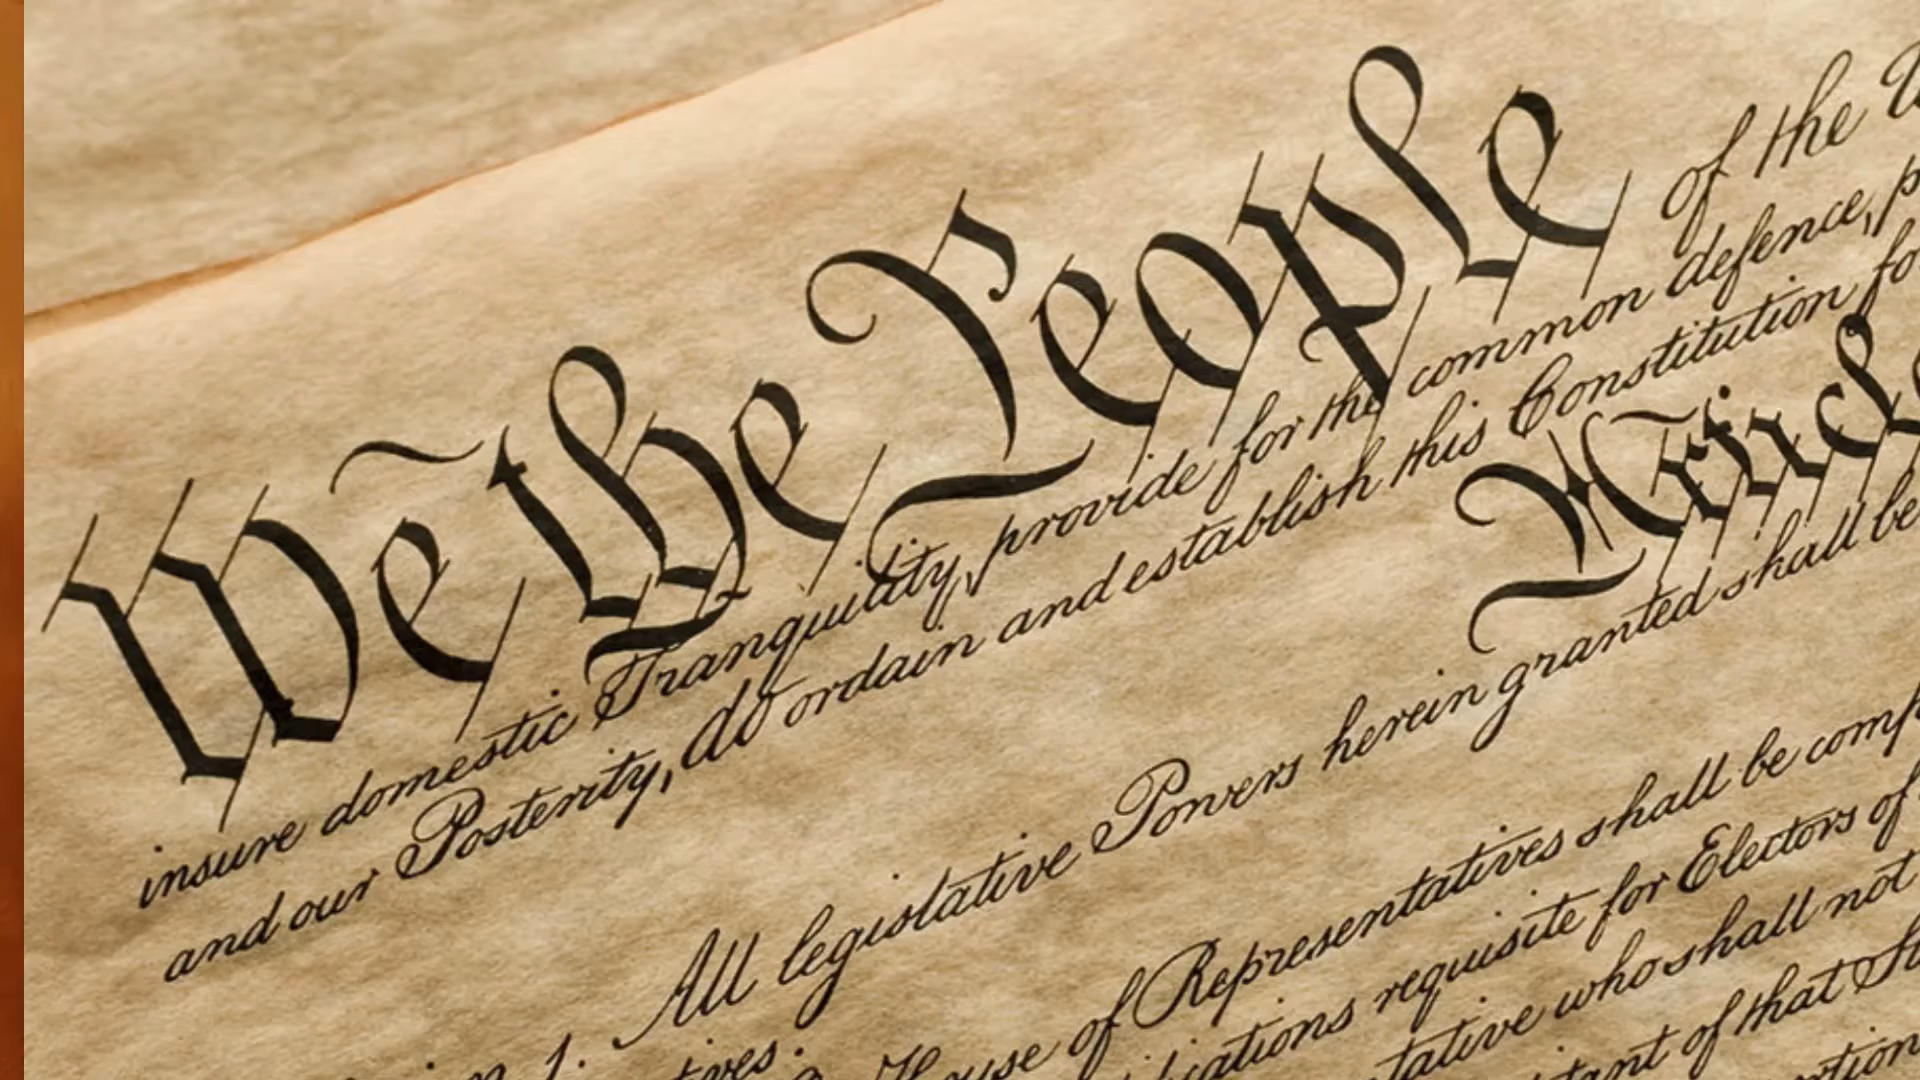 We the People of the
insure domestic Tranquility, provide for the common defence,
and our Posterity, do ordain and establish this Constitution
Article
1. All legislative Powers herein granted shall be
House of Representatives shall be
requisite for Electors of
who shall not
of that